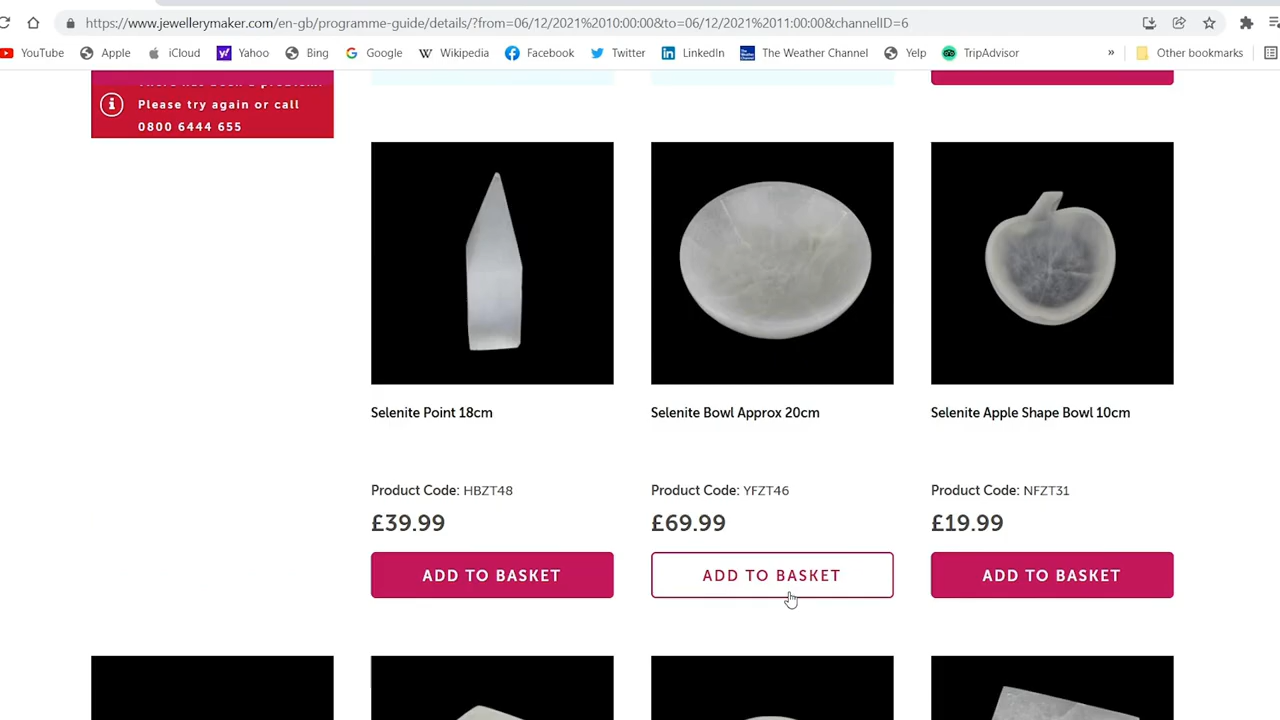 https://www.jewellerymaker.com/en-gb/programme-guide/details/?from=06/12/2021%2010:00:00&to=06/12/2021%2011:00:00&channelID=6
YouTube Apple iCloud Yahoo Bing Google Wikipedia Facebook Twitter LinkedIn The Weather Channel Yelp TripAdvisor » Other bookmarks
There has been a problem.
Please try again or call
0800 6444 655
Selenite Point 18cm
Product Code: HBZT48
£39.99
ADD TO BASKET
Selenite Bowl Approx 20cm
Product Code: YFZT46
£69.99
ADD TO BASKET
Selenite Apple Shape Bowl 10cm
Product Code: NFZT31
£19.99
ADD TO BASKET